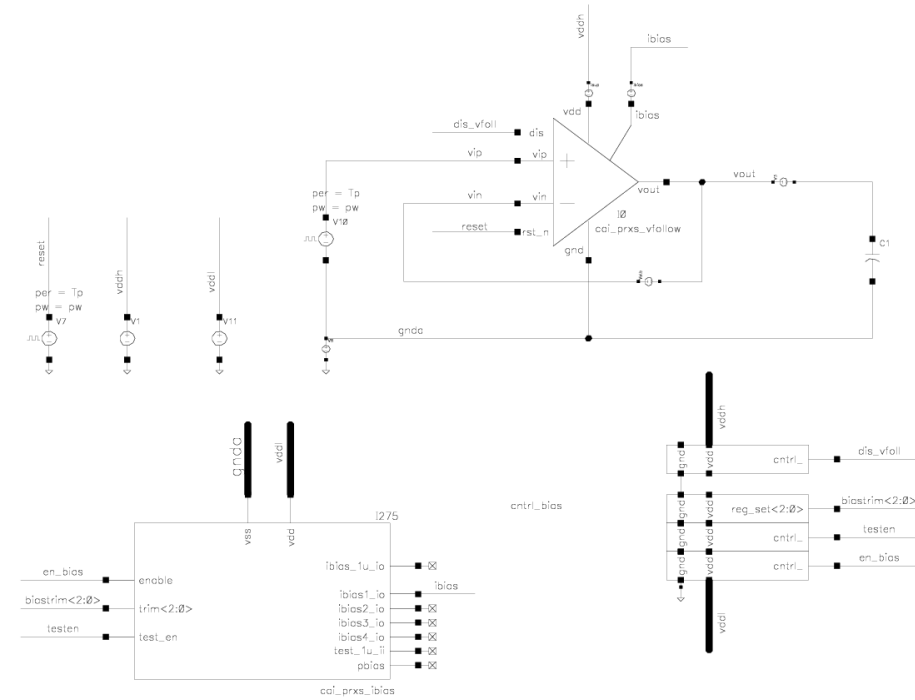 vddh
ibias
vdd
ibias
dis_vfoll
dis
vip
vip
vin
vin
reset
rst_n
vout
vout
I0
cai_prxs_vfollow
gnd
C1
gnda
per = Tp
pw = pw
V10
reset
per = Tp
pw = pw
V7
vddh
V1
vddl
V11
gnda
vddl
I275
vss
vdd
en_bias
enable
biastrim<2:0>
trim<2:0>
testen
test_en
ibias_1u_io
ibias1_io
ibias
ibias2_io
ibias3_io
ibias4_io
test_1u_ii
pbias
cai_prxs_ibias
cntrl_bias
vddh
gnd
vdd
cntrl_
dis_vfoll
gnd
vdd
reg_set<2:0>
biastrim<2:0>
gnd
vdd
cntrl_
testen
gnd
vdd
cntrl_
en_bias
vddl